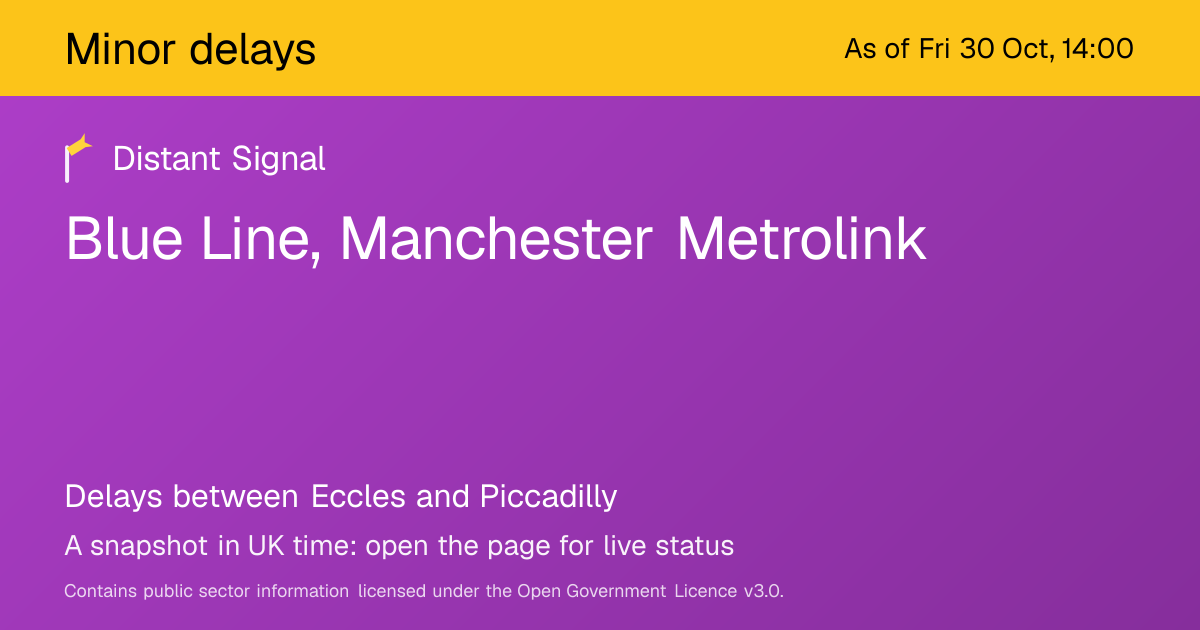 Minor delays
As of Fri 30 Oct, 14:00
Distant Signal
Blue Line, Manchester Metrolink
Delays between Eccles and Piccadilly
A snapshot in UK time: open the page for live status
Contains public sector information licensed under the Open Government Licence v3.0.